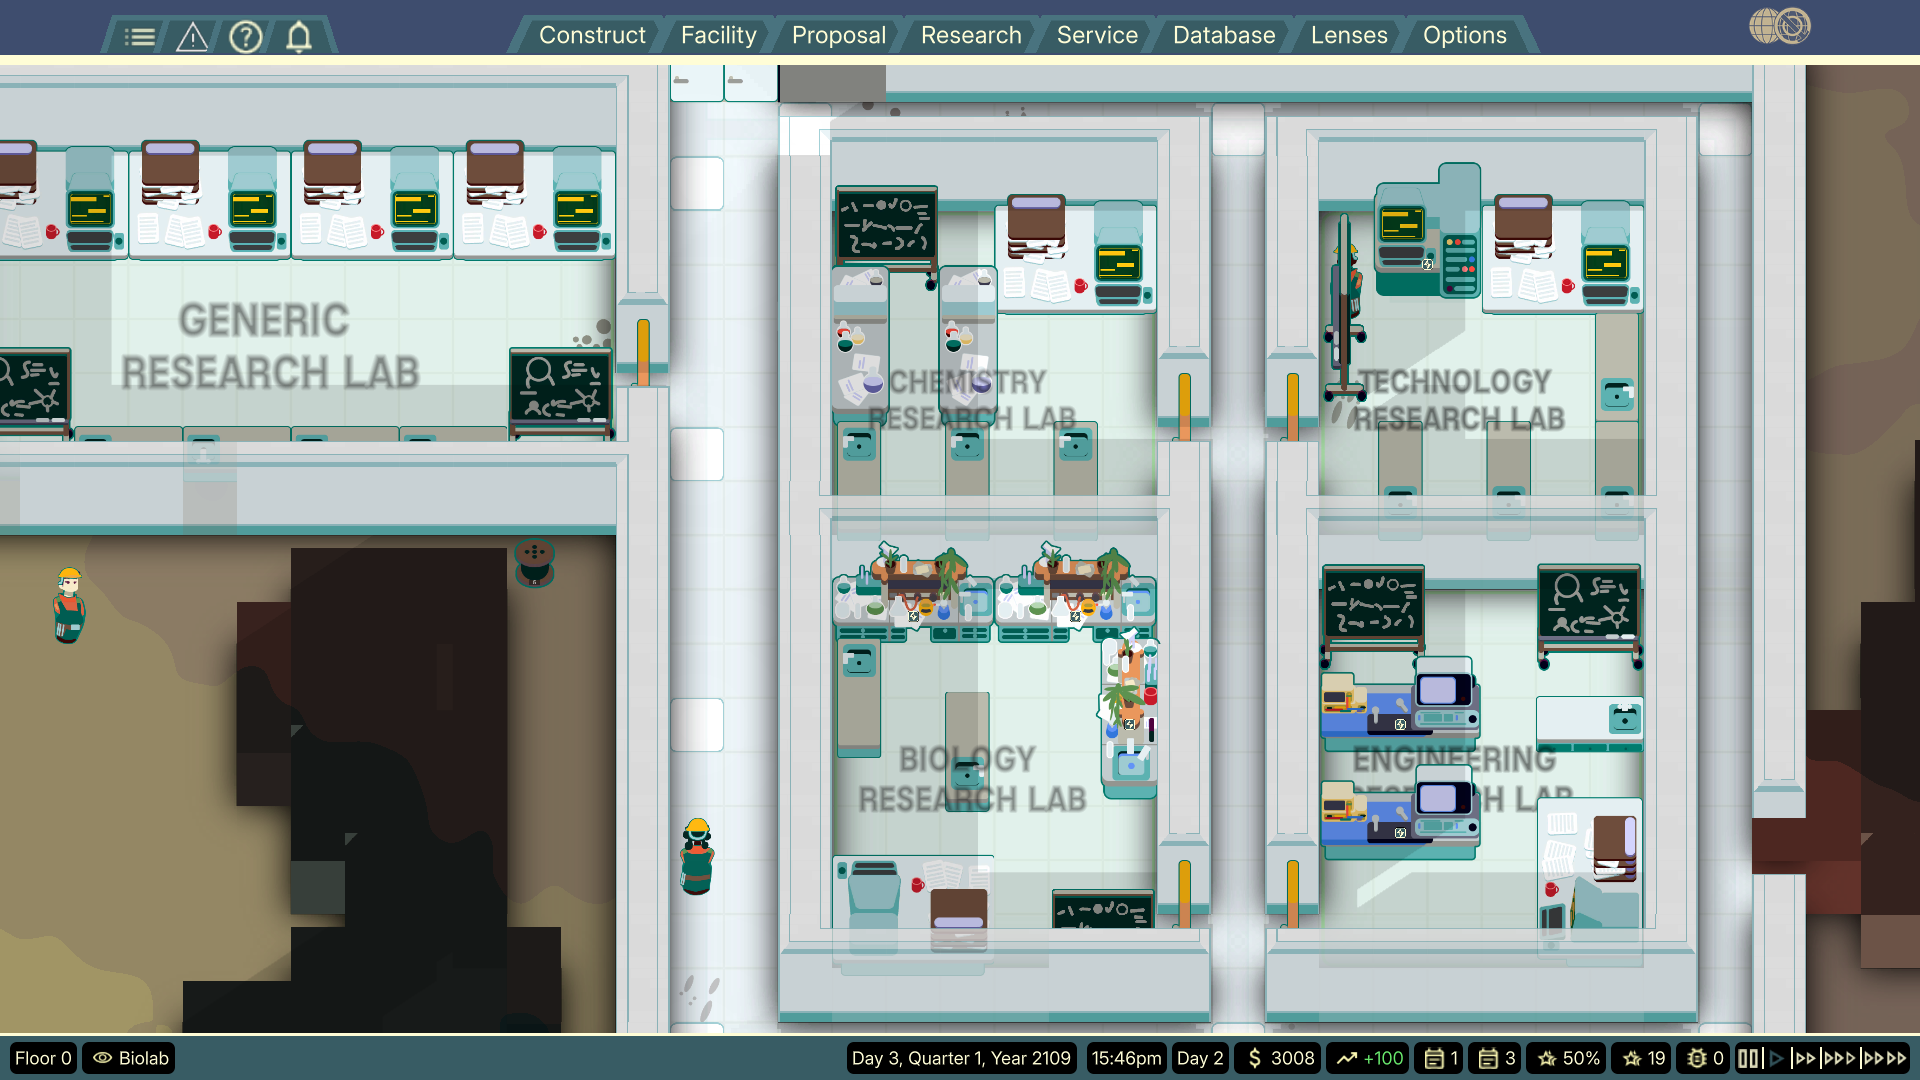 Construct
Facility
Proposal
Research
Service
Database
Lenses
Options
GENERIC
RESEARCH LAB
CHEMISTRY
RESEARCH LAB
TECHNOLOGY
RESEARCH LAB
BIOLOGY
RESEARCH LAB
ENGINEERING
RESEARCH LAB
Floor 0
Biolab
Day 3, Quarter 1, Year 2109
15:46pm
Day 2
$ 3008
+100
1
3
50%
19
0